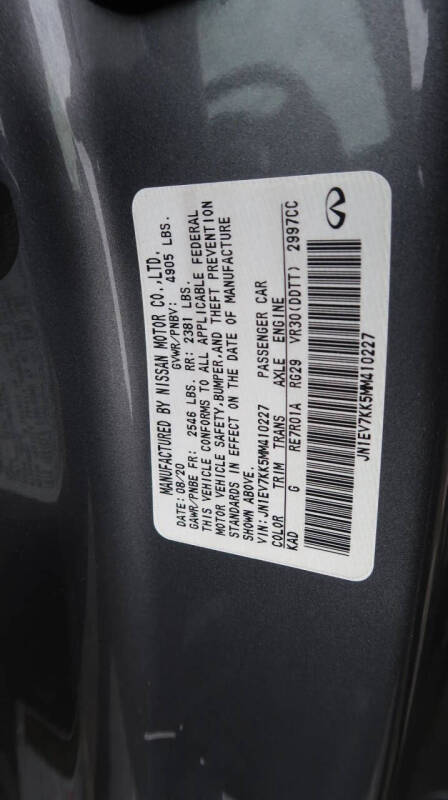 MANUFACTURED BY NISSAN MOTOR CO.,LTD.
DATE: 08/20 GVWR/PNBV: 4905 LBS.
GAWR/PNBE FR: 2546 LBS. RR: 2381 LBS.
THIS VEHICLE CONFORMS TO ALL APPLICABLE FEDERAL
MOTOR VEHICLE SAFETY,BUMPER,AND THEFT PREVENTION
STANDARDS IN EFFECT ON THE DATE OF MANUFACTURE
SHOWN ABOVE.
VIN: JN1EV7KK5MM410227 PASSENGER CAR
COLOR TRIM TRANS AXLE ENGINE
KAD G RE7R01A RG29 VR30(DDTT) 2997CC
JN1EV7KK5MM410227